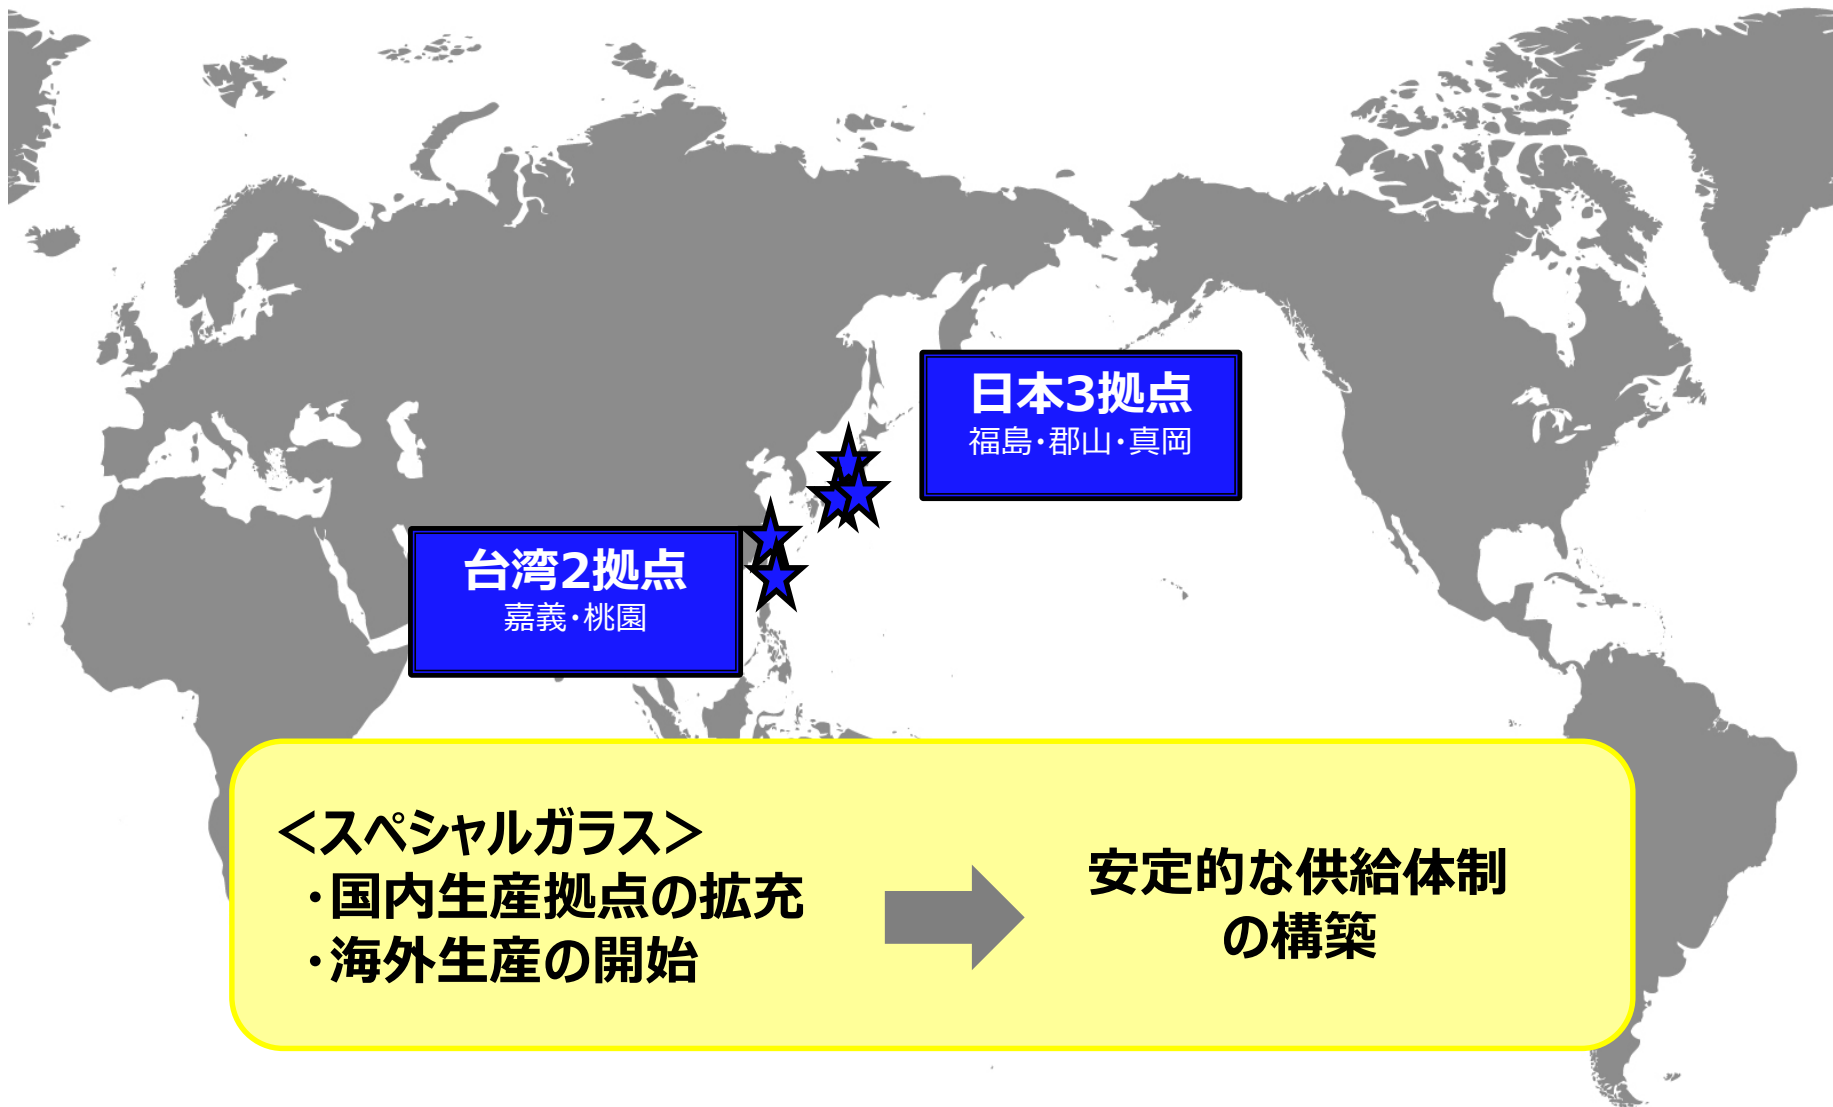 日本3拠点
福島・郡山・真岡
台湾2拠点
嘉義・桃園
＜スペシャルガラス＞
・国内生産拠点の拡充
・海外生産の開始
安定的な供給体制
の構築